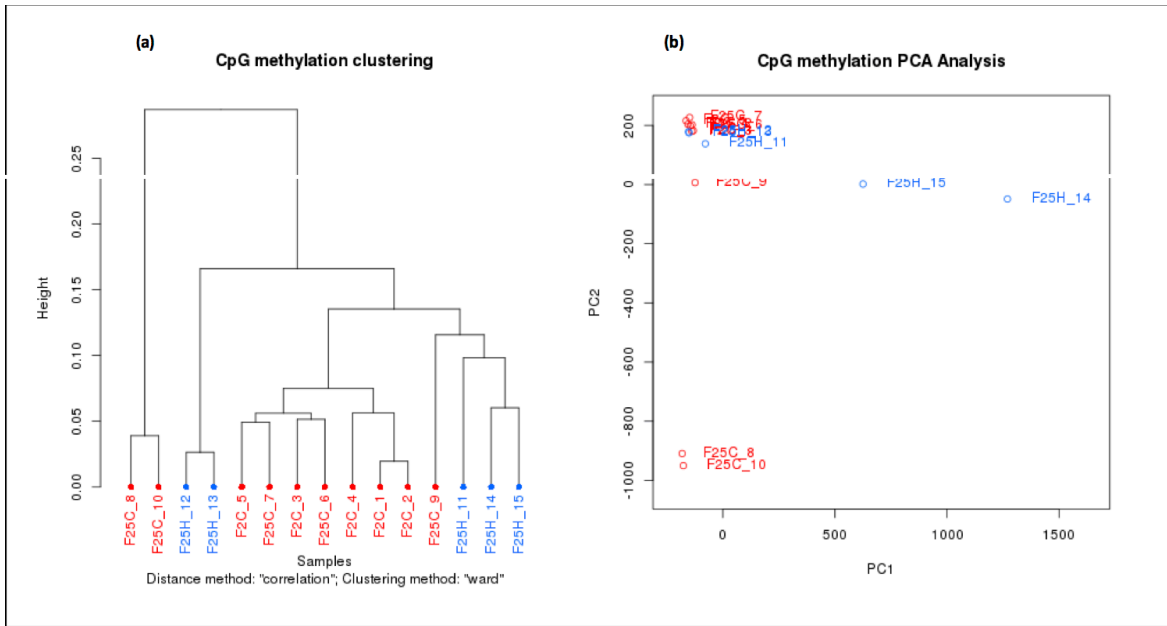 (a)
CpG methylation clustering
Height
0.00
0.05
0.10
0.15
0.20
0.25
F25C_8
F25C_10
F25H_12
F25H_13
F2C_5
F25C_7
F2C_3
F25C_6
F2C_4
F2C_1
F2C_2
F25C_9
F25H_11
F25H_14
F25H_15
Samples
Distance method: "correlation"; Clustering method: "ward"
(b)
CpG methylation PCA Analysis
PC2
200
0
-200
-400
-600
-800
-1000
F25H_11
F25C_9
F25H_15
F25H_14
F25C_8
F25C_10
0
500
1000
1500
PC1